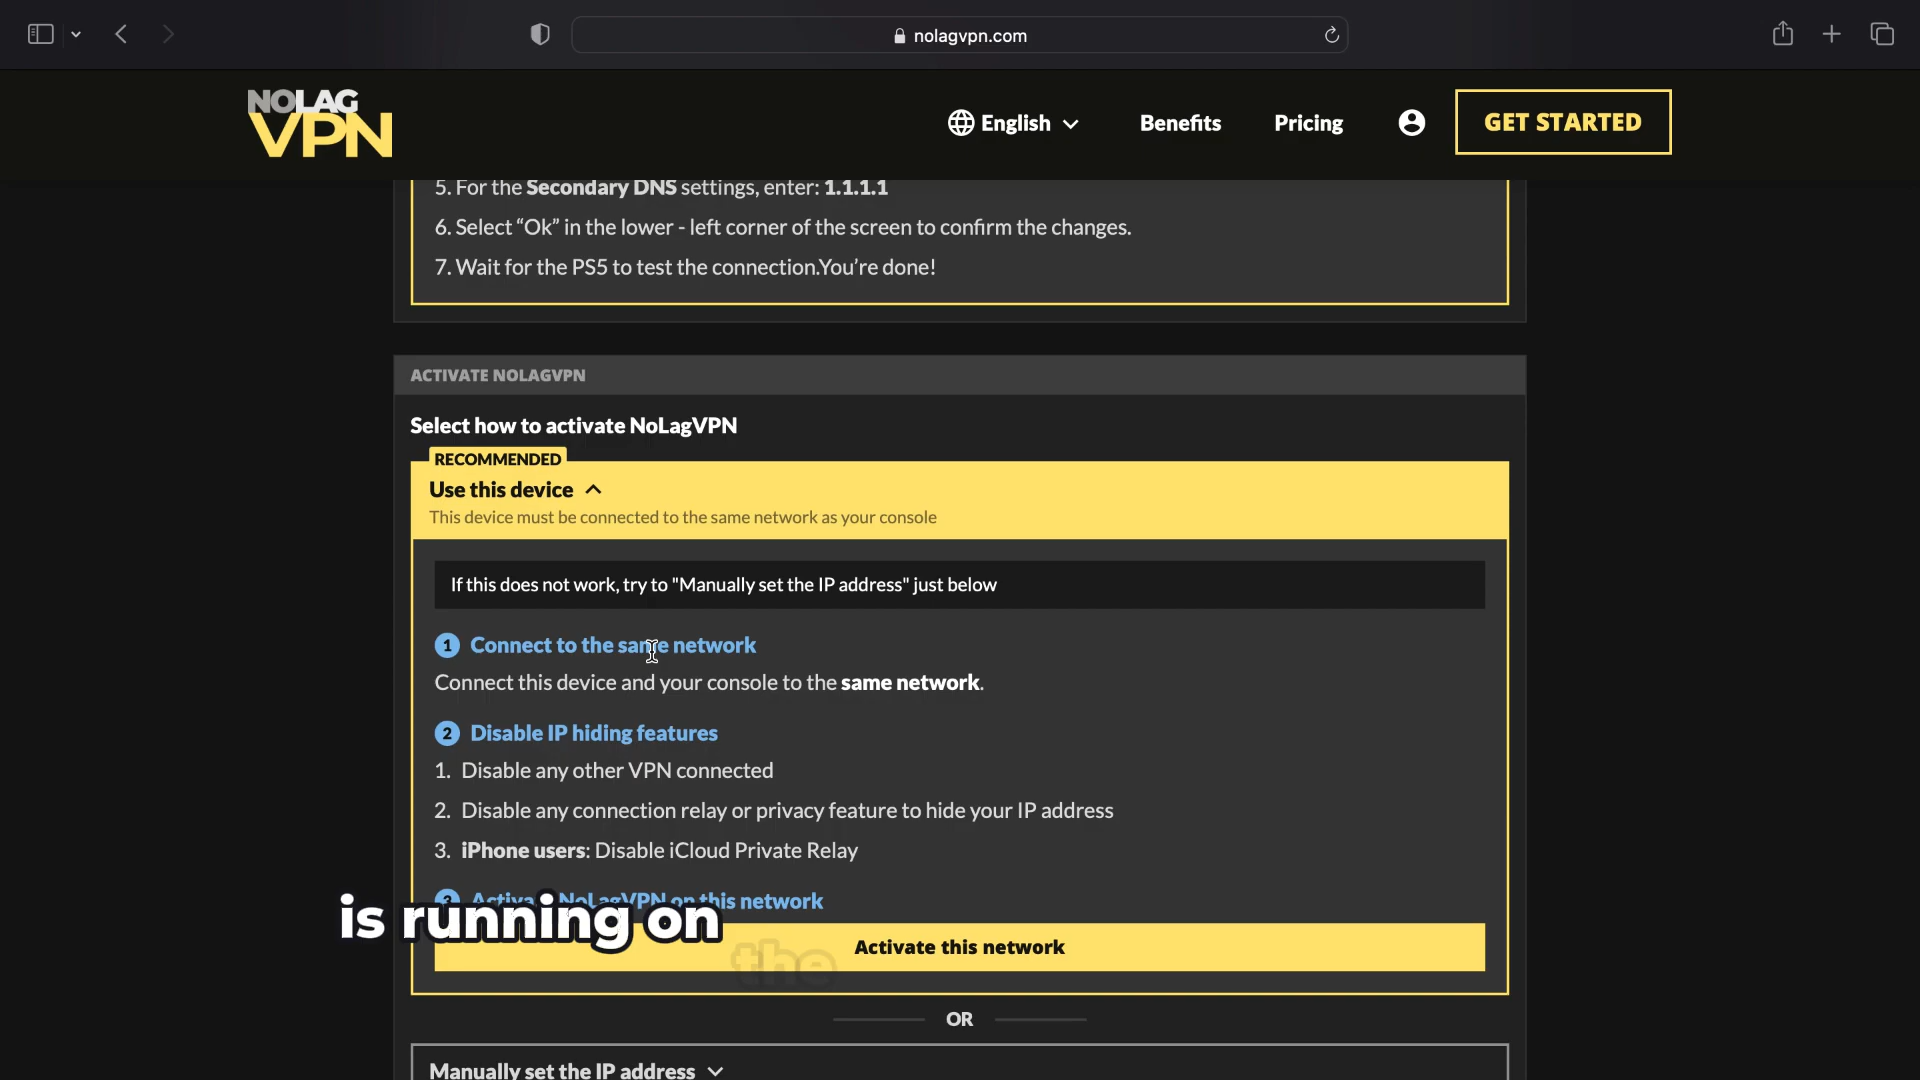 nolagvpn.com
NOLAG
VPN
English
Benefits
Pricing
GET STARTED
5. For the Secondary DNS settings, enter: 1.1.1.1
6. Select “Ok” in the lower - left corner of the screen to confirm the changes.
7. Wait for the PS5 to test the connection.You’re done!
ACTIVATE NOLAGVPN
Select how to activate NoLagVPN
RECOMMENDED
Use this device
This device must be connected to the same network as your console
If this does not work, try to "Manually set the IP address" just below
1 Connect to the same network
Connect this device and your console to the same network.
2 Disable IP hiding features
1. Disable any other VPN connected
2. Disable any connection relay or privacy feature to hide your IP address
3. iPhone users: Disable iCloud Private Relay
3 Activate NoLagVPN on this network
is running on
the
Activate this network
OR
Manually set the IP address